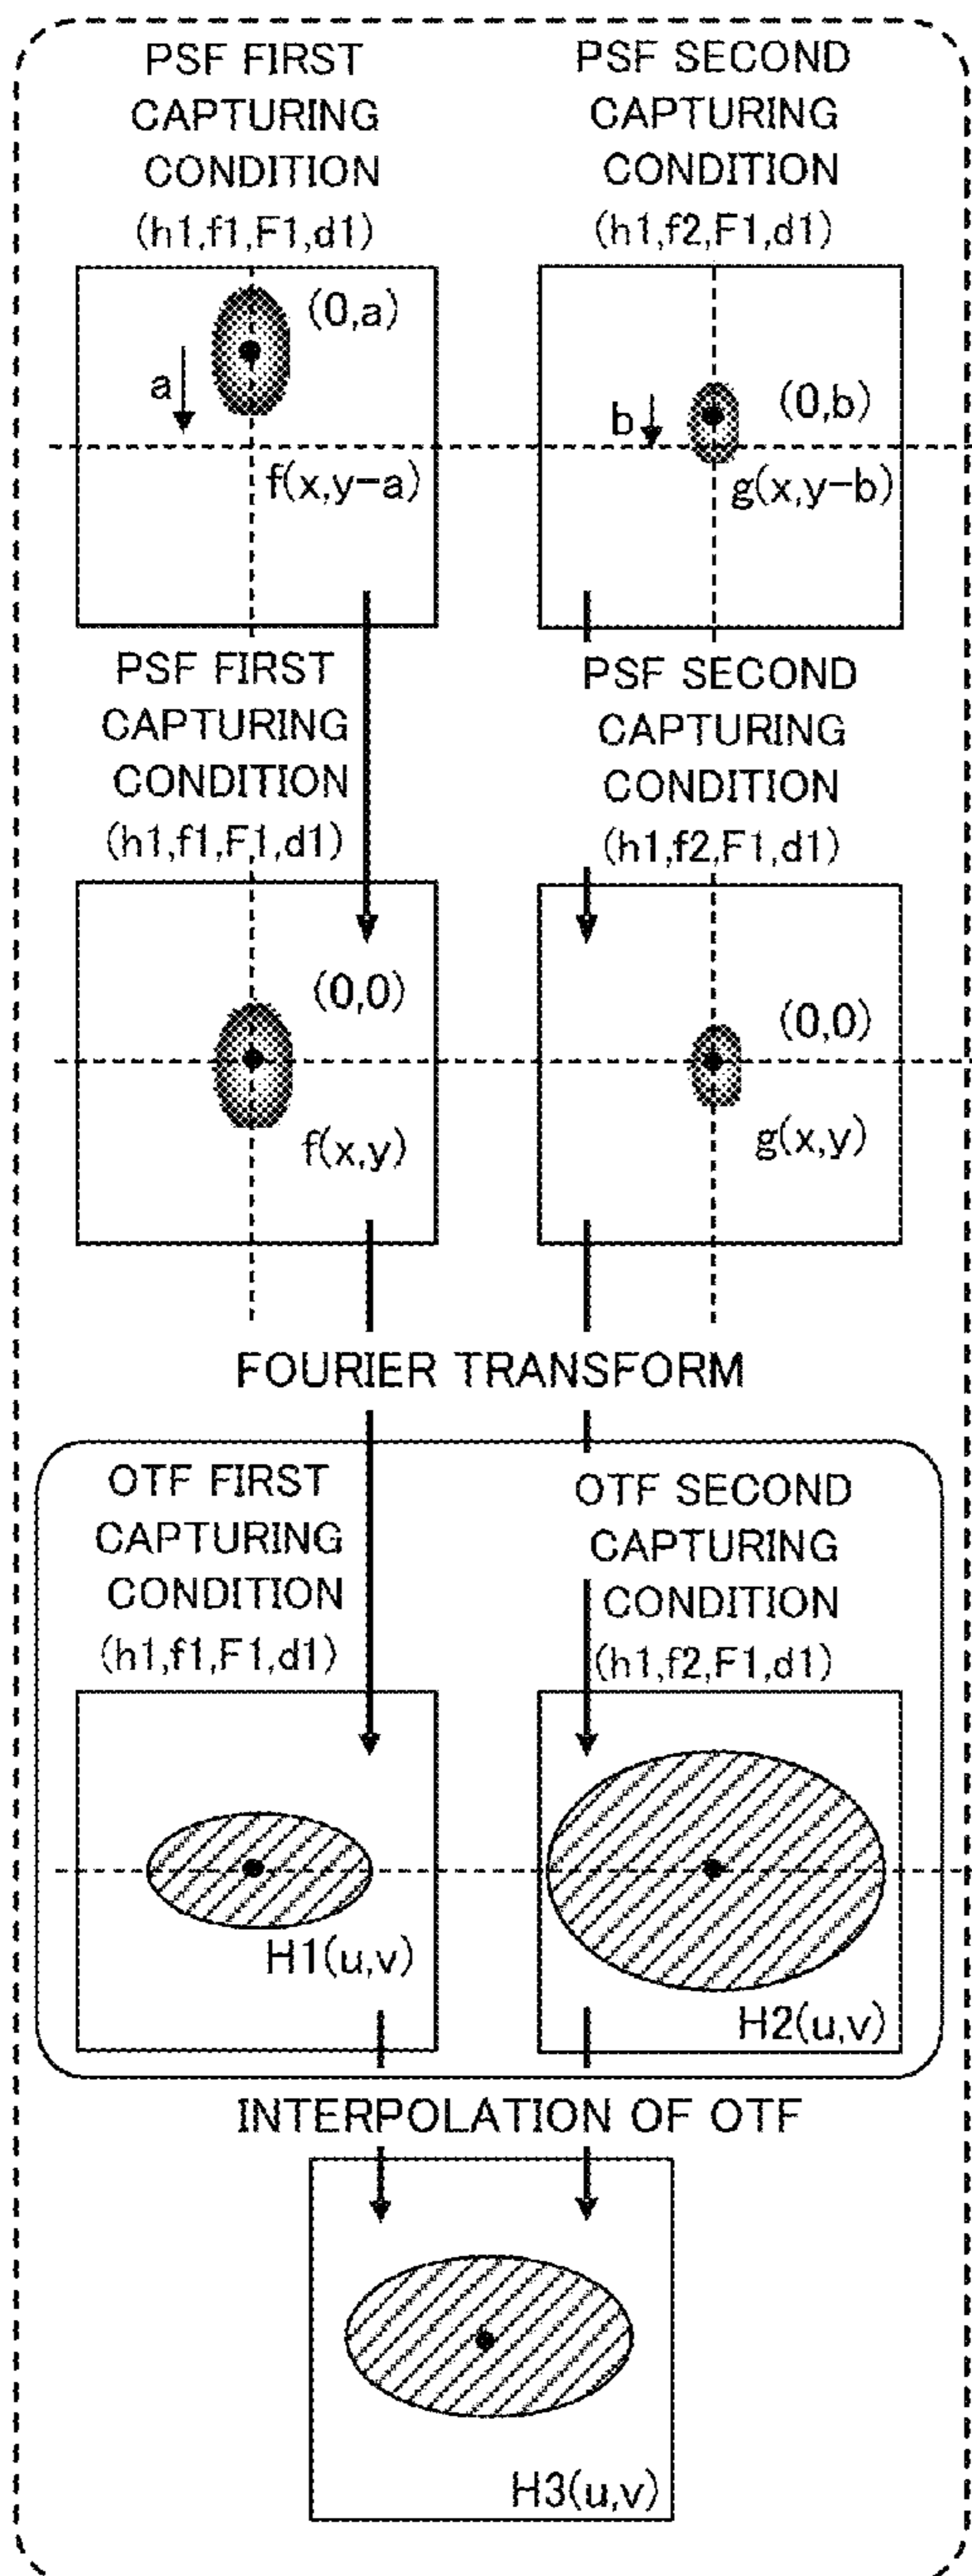 PSF FIRST
CAPTURING
CONDITION
(h1,f1,F1,d1)
PSF SECOND
CAPTURING
CONDITION
(h1,f2,F1,d1)
(0,a)
a
f(x,y-a)
(0,b)
b
g(x,y-b)
PSF FIRST
CAPTURING
CONDITION
(h1,f1,F1,d1)
PSF SECOND
CAPTURING
CONDITION
(h1,f2,F1,d1)
(0,0)
f(x,y)
(0,0)
g(x,y)
FOURIER TRANSFORM
OTF FIRST
CAPTURING
CONDITION
(h1,f1,F1,d1)
OTF SECOND
CAPTURING
CONDITION
(h1,f2,F1,d1)
H1(u,v)
H2(u,v)
INTERPOLATION OF OTF
H3(u,v)